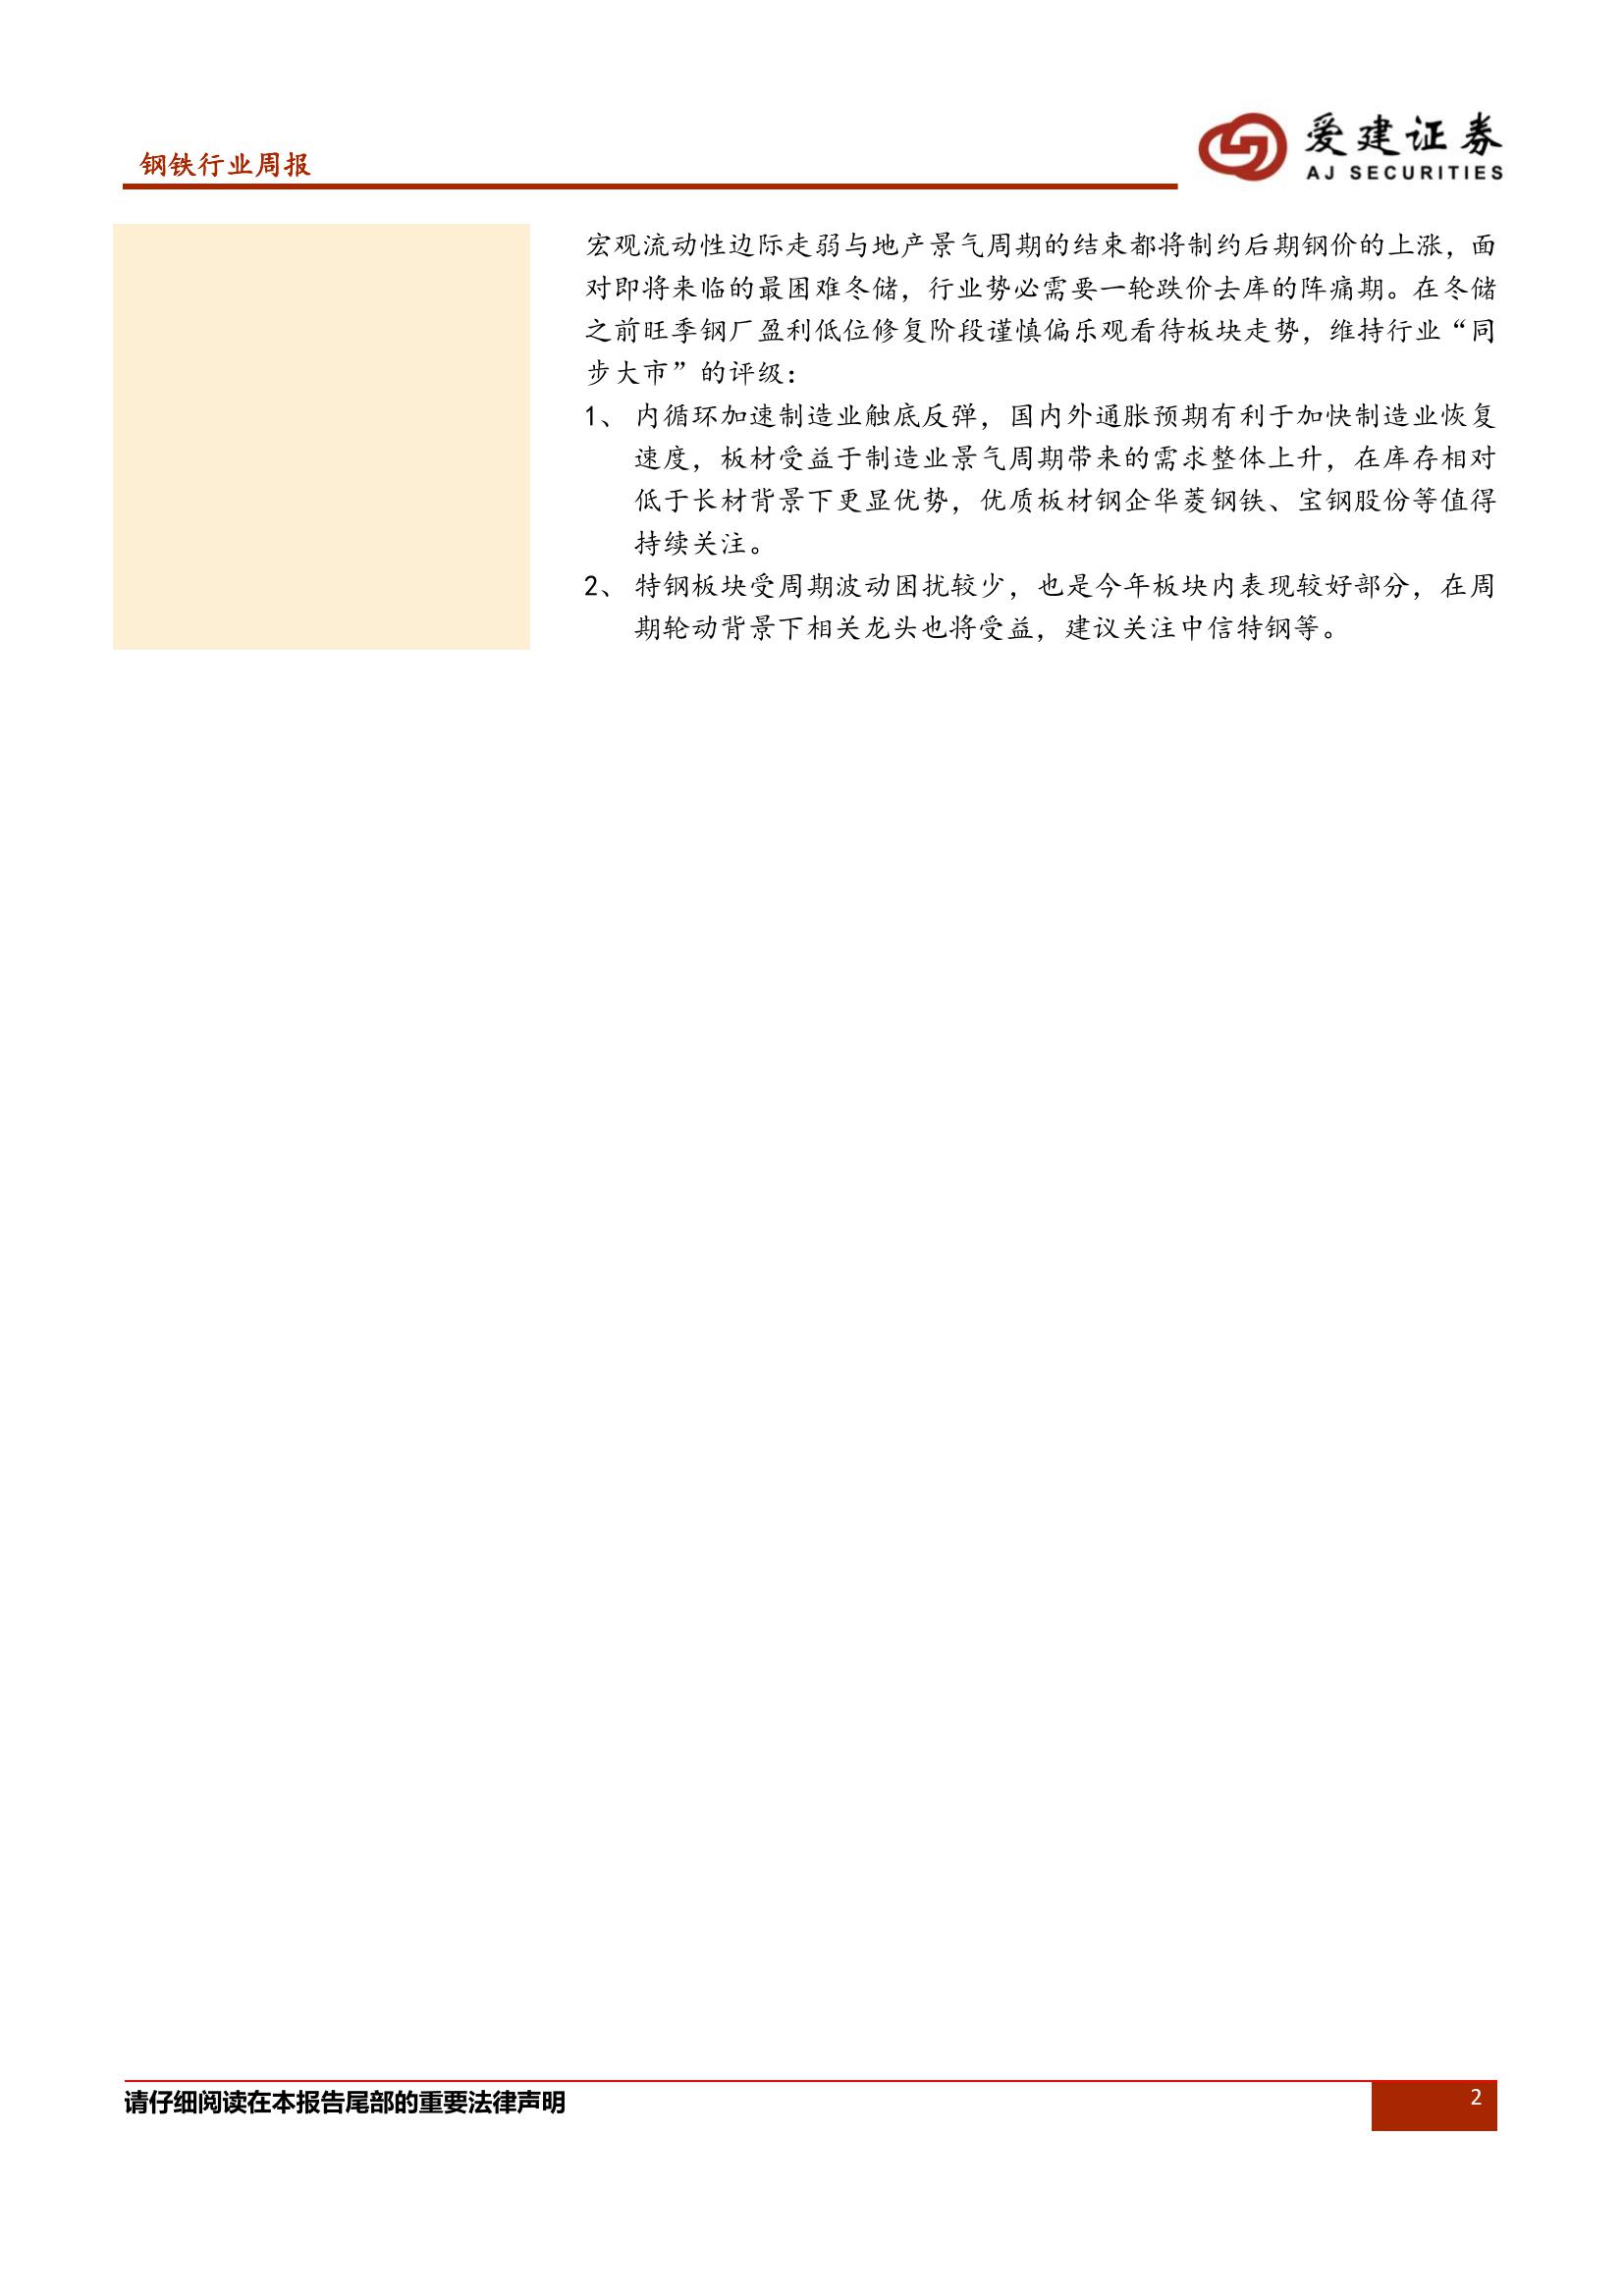 钢铁行业周报
爱建证券
AJ SECURITIES
宏观流动性边际走弱与地产景气周期的结束都将制约后期钢价的上涨，面
对即将来临的最困难冬储，行业势必需要一轮跌价去库的阵痛期。在冬储
之前旺季钢厂盈利低位修复阶段谨慎偏乐观看待板块走势，维持行业“同
步大市”的评级：
1、 内循环加速制造业触底反弹，国内外通胀预期有利于加快制造业恢复
速度，板材受益于制造业景气周期带来的需求整体上升，在库存相对
低于长材背景下更显优势，优质板材钢企华菱钢铁、宝钢股份等值得
持续关注。
2、 特钢板块受周期波动困扰较少，也是今年板块内表现较好部分，在周
期轮动背景下相关龙头也将受益，建议关注中信特钢等。
请仔细阅读在本报告尾部的重要法律声明
2